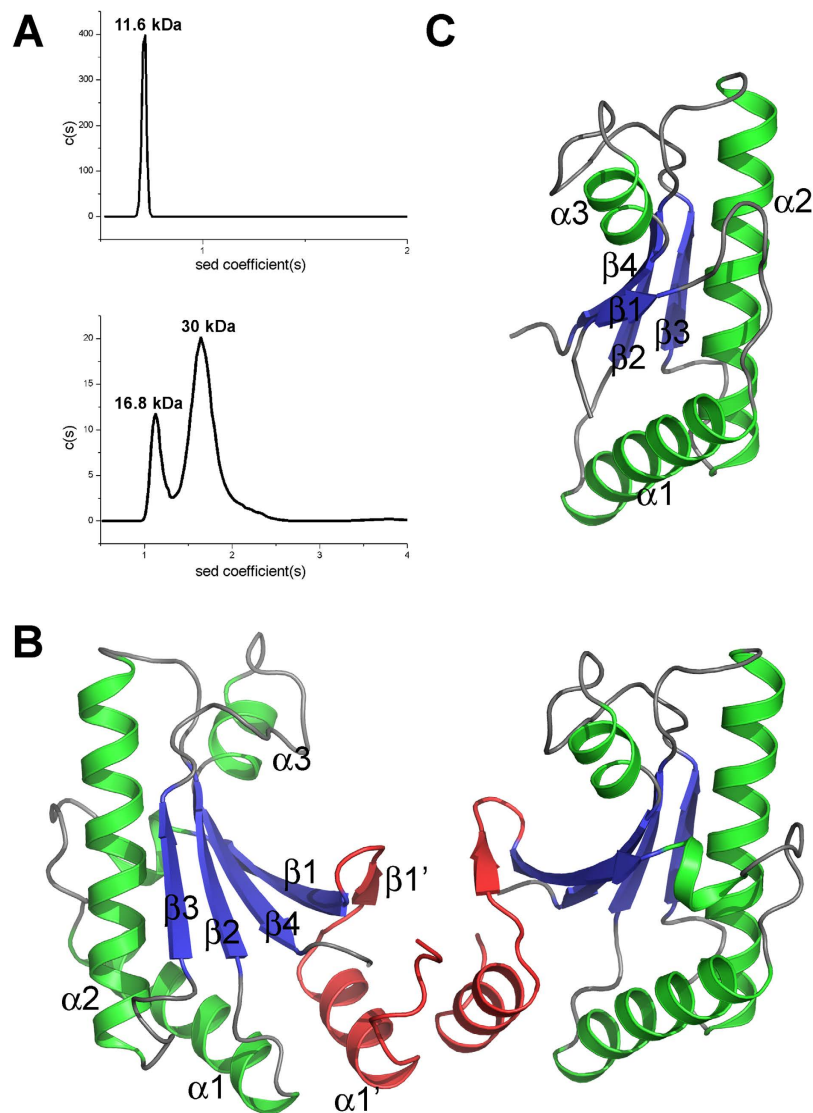 A
11.6 kDa
400
300
200
100
0
c(s)
1
2
sed coefficient(s)
30 kDa
16.8 kDa
20
15
10
5
0
c(s)
1
2
3
4
sed coefficient(s)
C
α3
α2
β4
β1
β2
β3
α1
B
α3
β1
β1’
β3
β2
β4
α2
α1
α1’